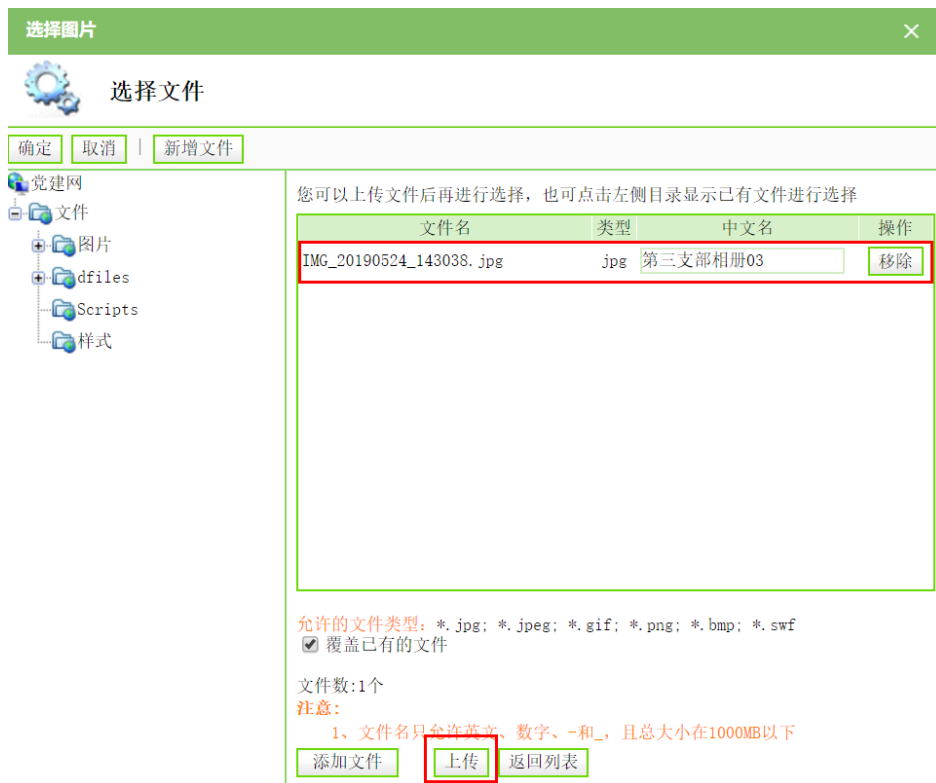 选择图片
选择文件
确定 取消 | 新增文件
党建网
文件
图片
dfiles
Scripts
样式
您可以上传文件后再进行选择，也可点击左侧目录显示已有文件进行选择
文件名 类型 中文名 操作
IMG_20190524_143038.jpg jpg 第三支部相册03 移除
允许的文件类型：*.jpg; *.jpeg; *.gif; *.png; *.bmp; *.swf
覆盖已有的文件
文件数:1个
注意:
1、文件名只允许英文、数字、-和_，且总大小在1000MB以下
添加文件 上传 返回列表